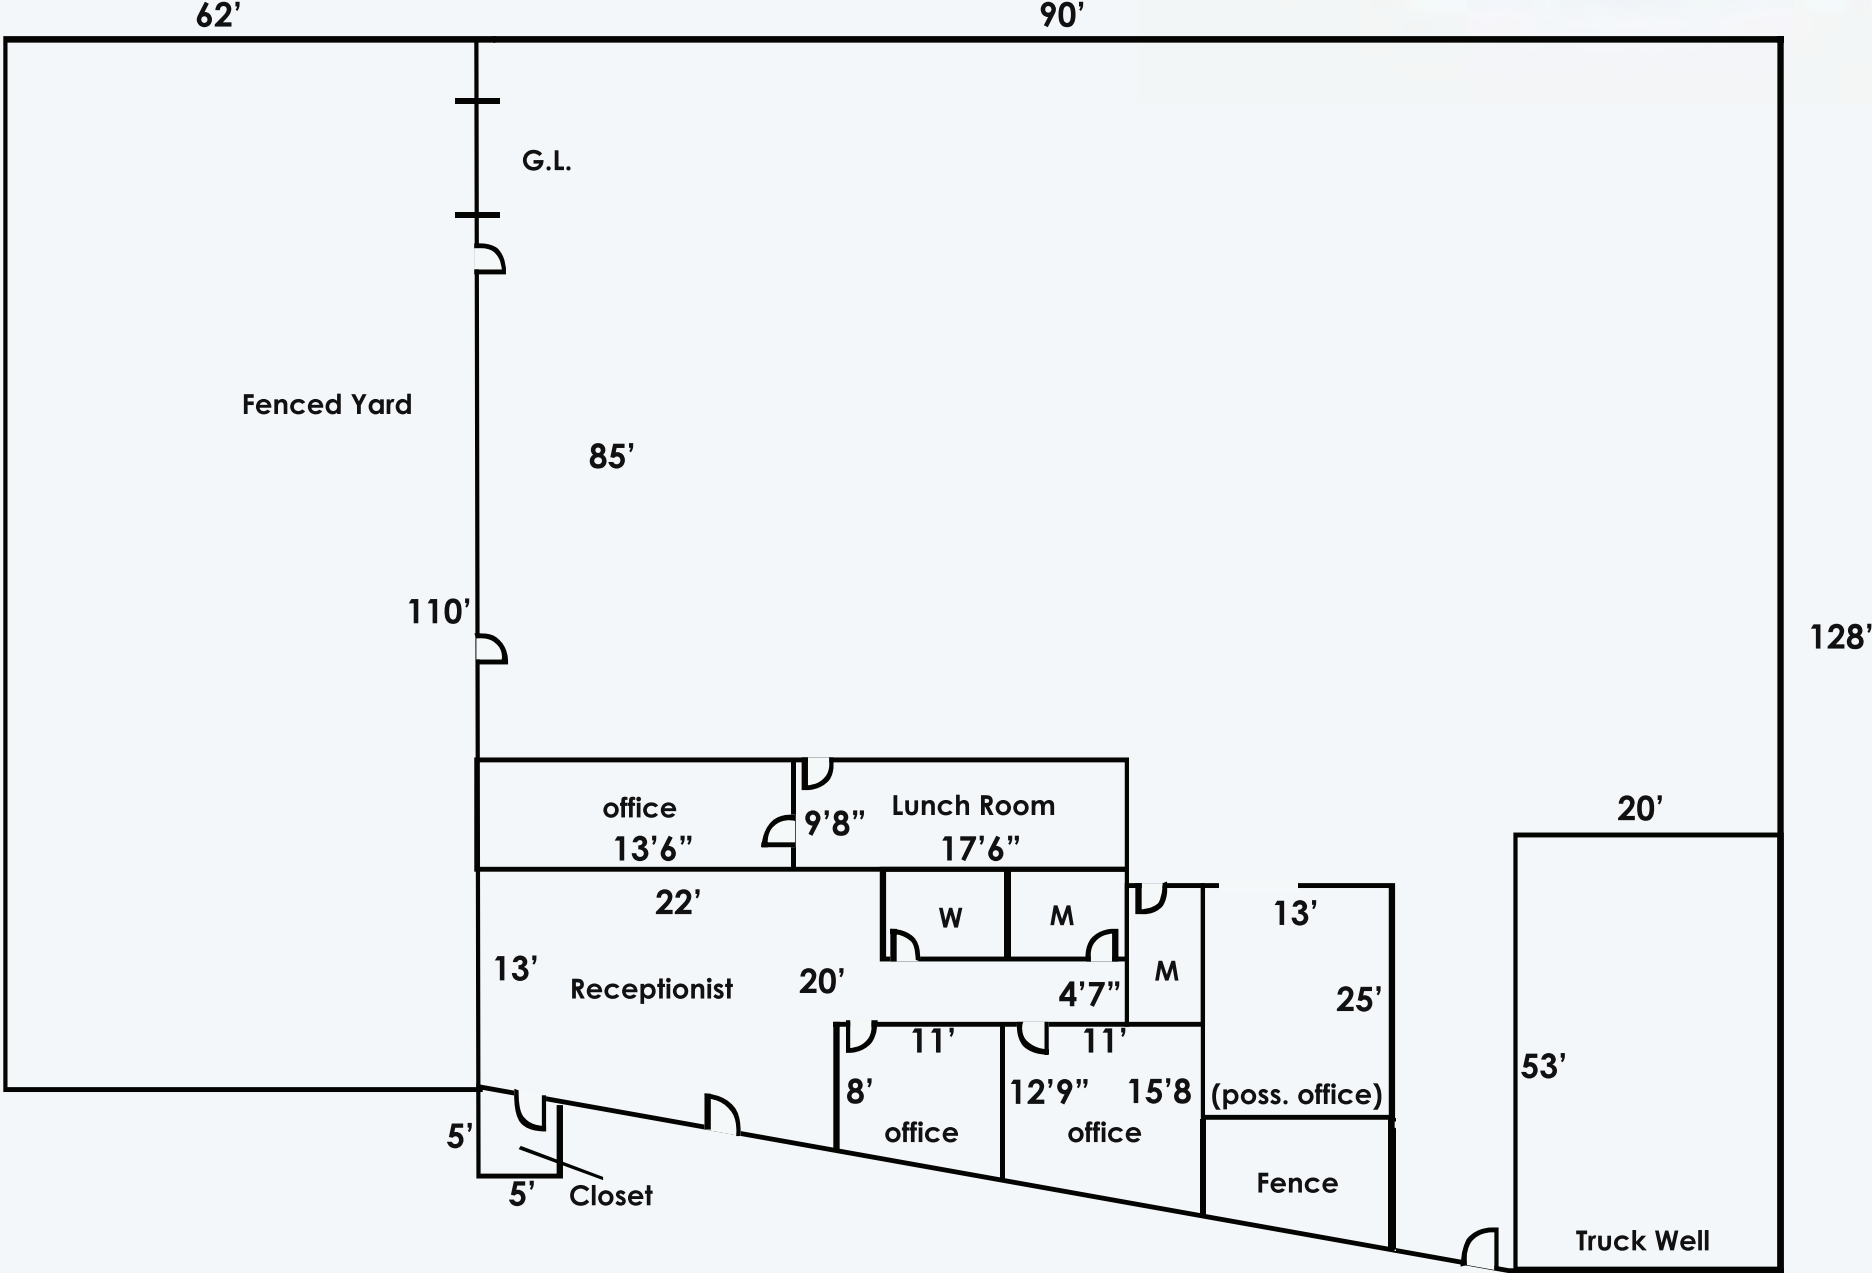 62’
90’
G.L.
Fenced Yard
85’
110’
128’
office
13’6”
9’8”
Lunch Room
17’6”
20’
22’
W
M
13’
13’
Receptionist
20’
4’7”
M
25’
11’
11’
53’
8’
12’9”
15’8
(poss. office)
office
office
5’
Fence
5’
Closet
Truck Well